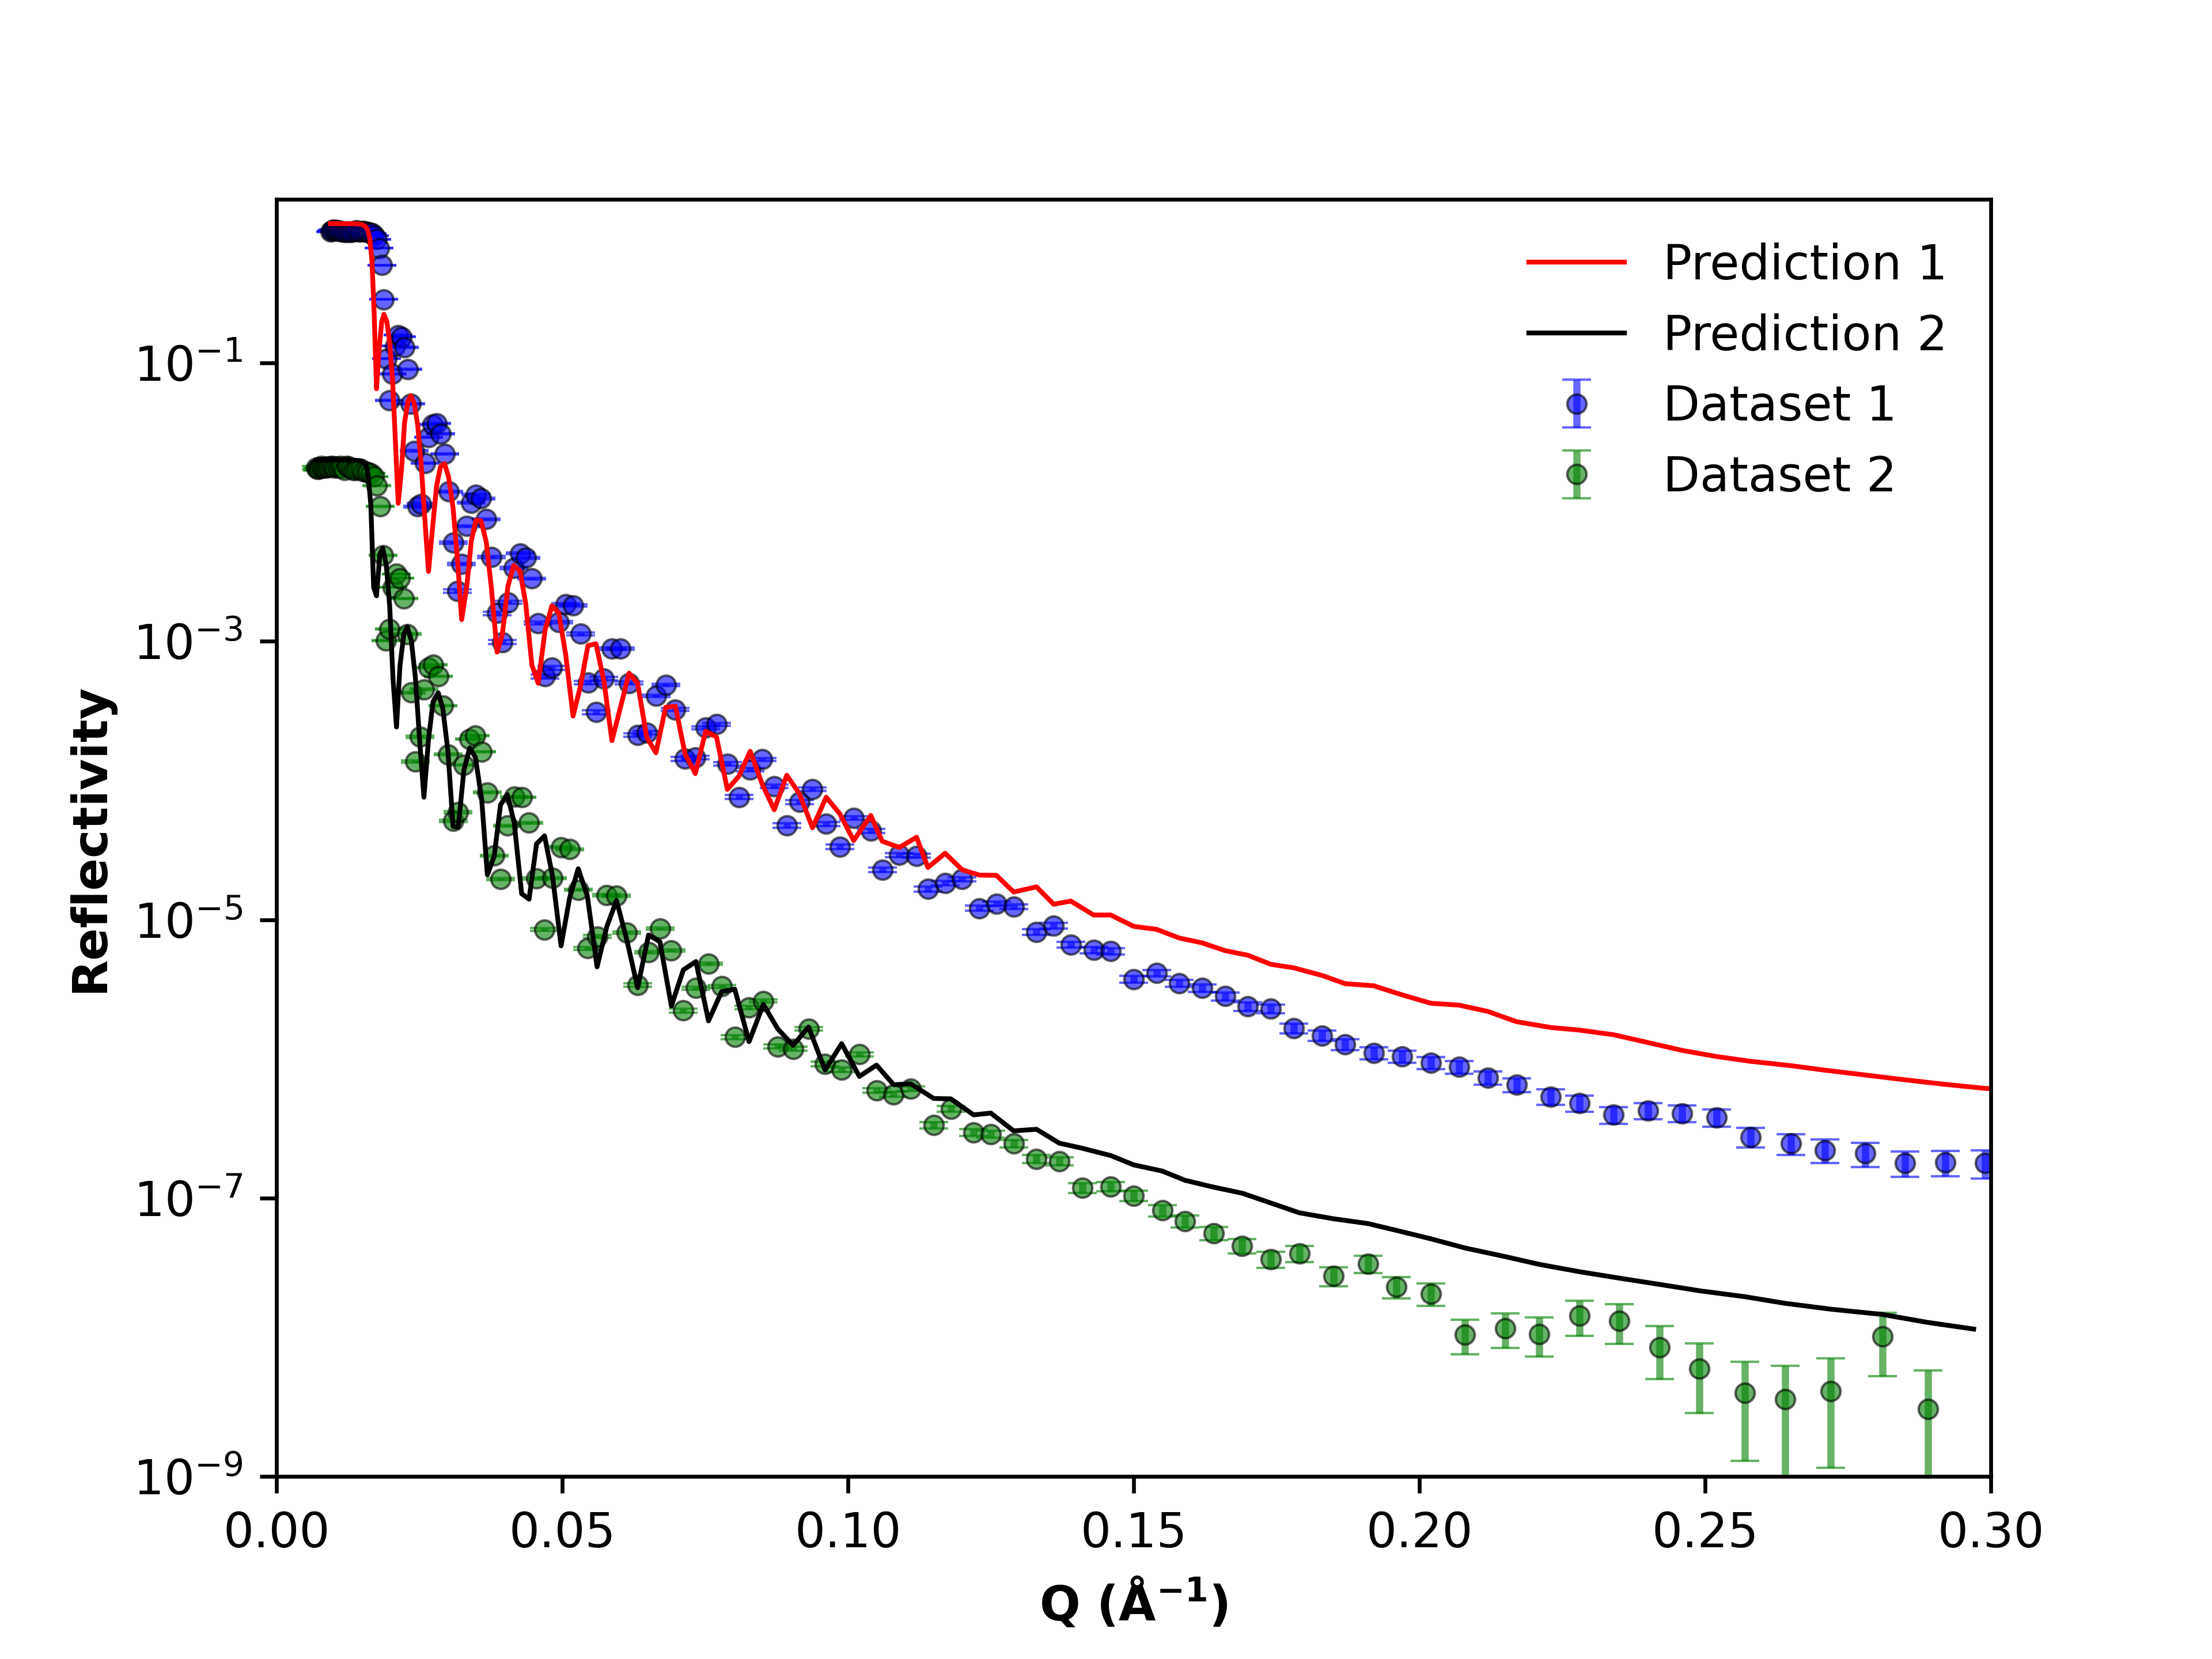 Prediction 1
Prediction 2
Dataset 1
Dataset 2
10⁻¹
10⁻³
10⁻⁵
10⁻⁷
10⁻⁹
Reflectivity
0.00 0.05 0.10 0.15 0.20 0.25 0.30
Q (Å⁻¹)